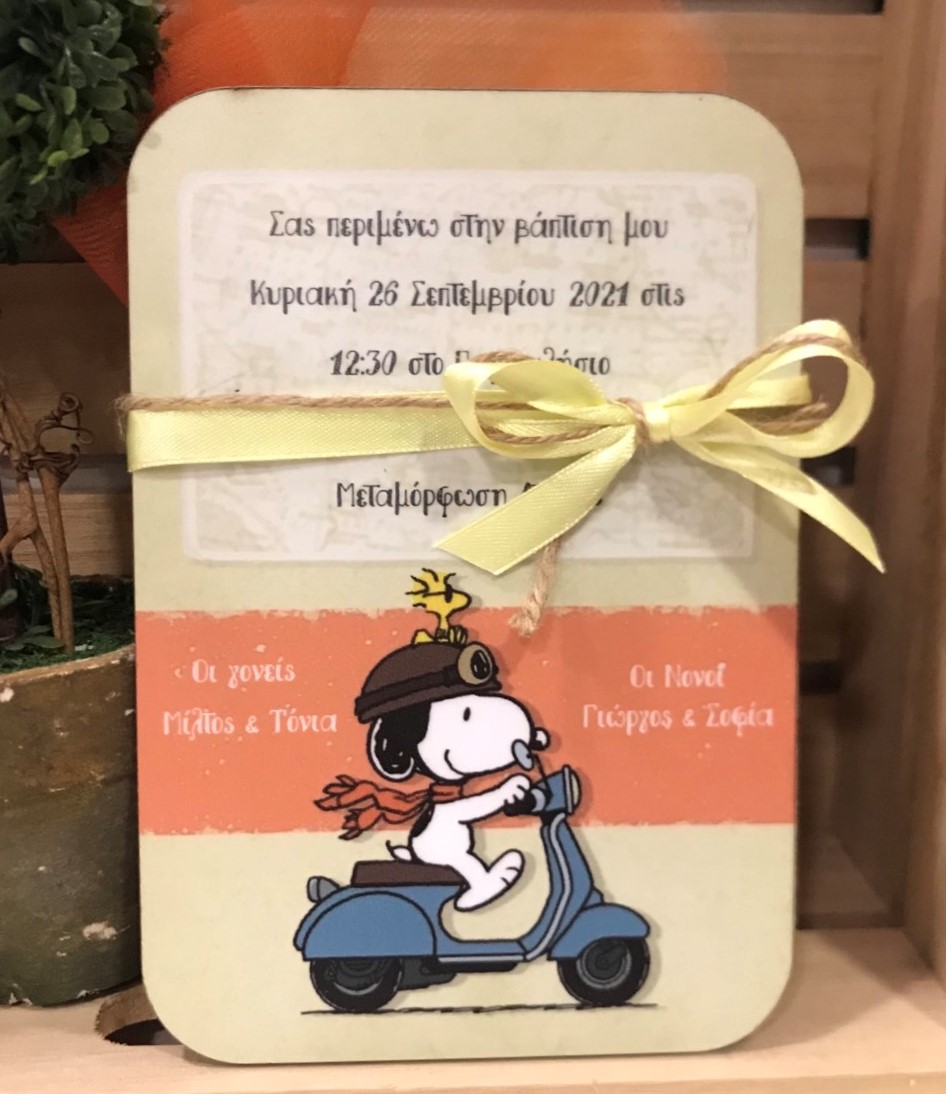 Σας περιμένω στην βάπτιση μου
Κυριακή 26 Σεπτεμβρίου 2021 στις
12:30 στο
Μεταμόρφωση
Οι γονείς
Μίλτος & Τόνια
Οι Νονοί
Γιώργος & Σοφία